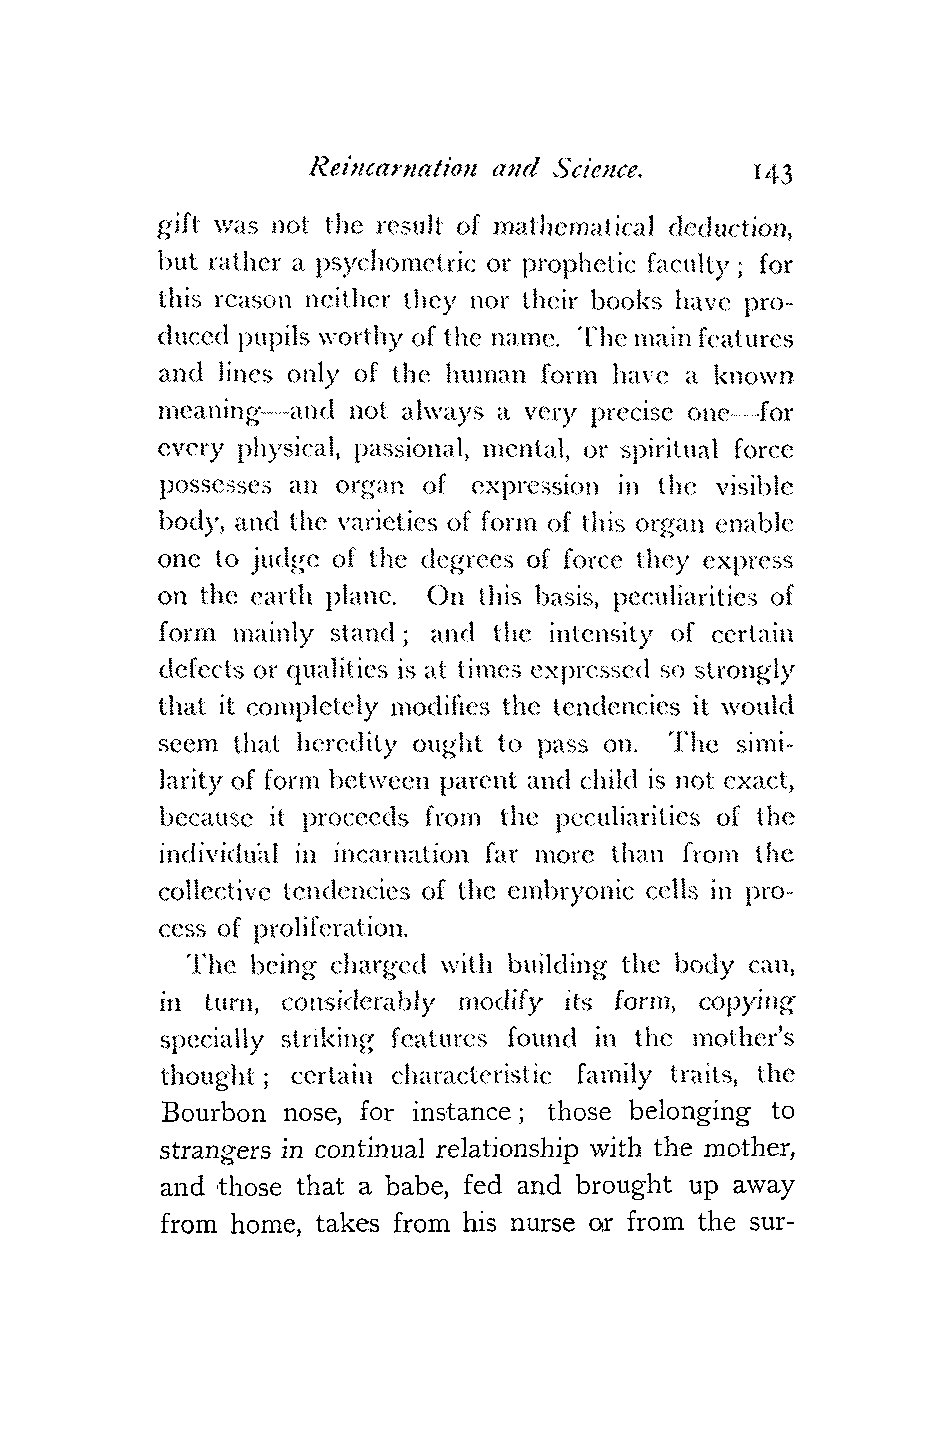 Reincarnation and Science. 143
gift was not the result of mathematical deduction,
but rather a psychometric or prophetic faculty ; for
this reason neither they nor their books have pro-
duced pupils worthy of the name. The main features
and lines only of the human form have a known
meaning—and not always a very precise one—for
every physical, passional, mental, or spiritual force
possesses an organ of expression in the visible
body, and the varieties of form of this organ enable
one to judge of the degrees of force they express
on the earth plane. On this basis, peculiarities of
form mainly stand ; and the intensity of certain
defects or qualities is at times expressed so strongly
that it completely modifies the tendencies it would
seem that heredity ought to pass on. The simi-
larity of form between parent and child is not exact,
because it proceeds from the peculiarities of the
individual in incarnation far more than from the
collective tendencies of the embryonic cells in pro-
cess of proliferation.
The being charged with building the body can,
in turn, considerably modify its form, copying
specially striking features found in the mother's
thought ; certain characteristic family traits, the
Bourbon nose, for instance ; those belonging to
strangers in continual relationship with the mother,
and those that a babe, fed and brought up away
from home, takes from his nurse or from the sur-